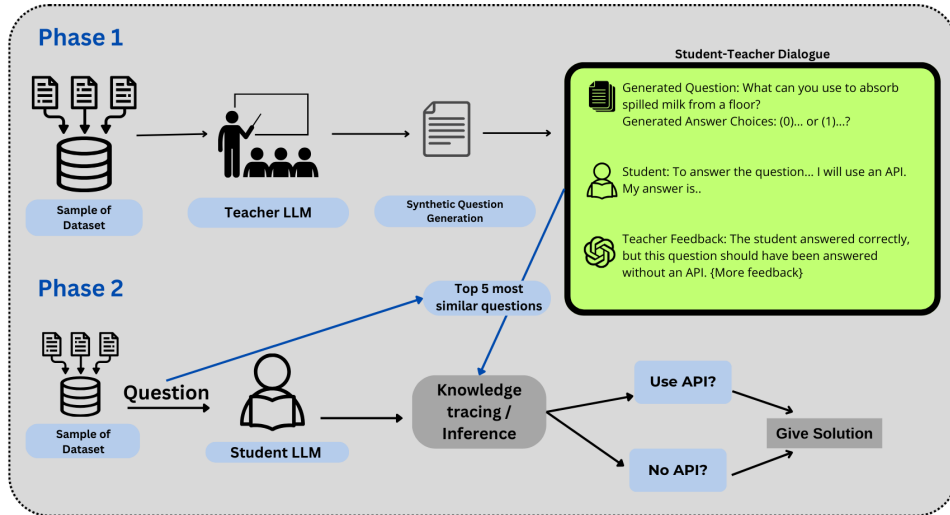 Phase 1
Sample of
Dataset
Teacher LLM
Synthetic Question
Generation
Student-Teacher Dialogue
Generated Question: What can you use to absorb
spilled milk from a floor?
Generated Answer Choices: (0)... or (1)...?
Student: To answer the question... I will use an API.
My answer is..
Teacher Feedback: The student answered correctly,
but this question should have been answered
without an API. {More feedback}
Phase 2
Sample of
Dataset
Question
Student LLM
Top 5 most
similar questions
Knowledge
tracing /
Inference
Use API?
No API?
Give Solution